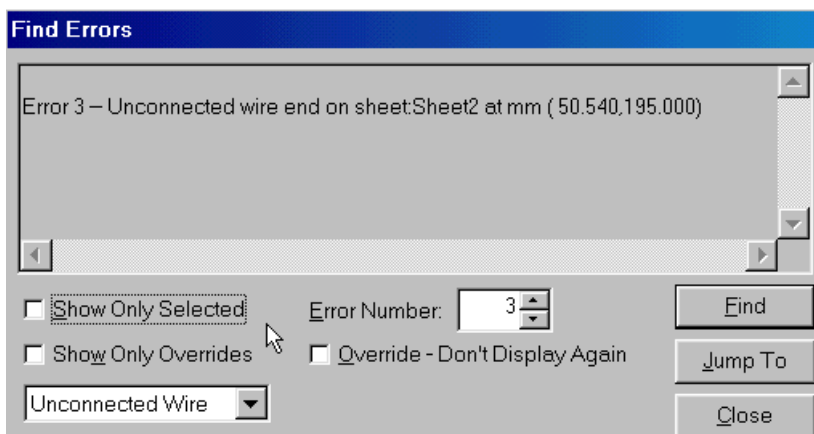 Find Errors
Error 3 – Unconnected wire end on sheet:Sheet2 at mm ( 50.540,195.000)
Show Only Selected
Error Number: 3
Find
Show Only Overrides
Override - Don't Display Again
Jump To
Unconnected Wire
Close